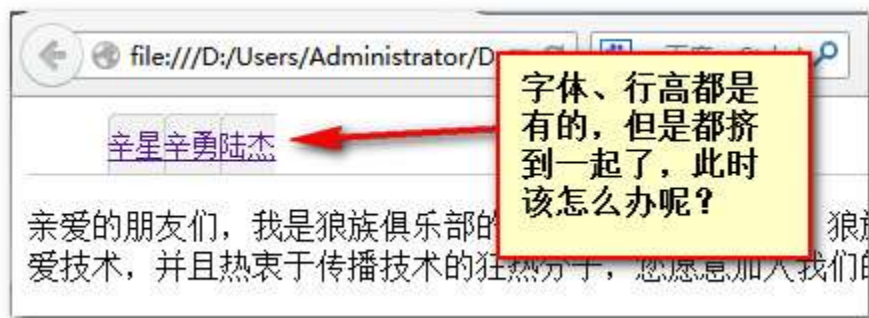 file:///D:/Users/Administrator/D
字体、行高都是
有的，但是都挤
到一起了，此时
该怎么办呢？
辛星辛勇陆杰
亲爱的朋友们，我是狼族俱乐部的
狼族
爱技术，并且热衷于传播技术的狂热分子，您愿意加入我们的